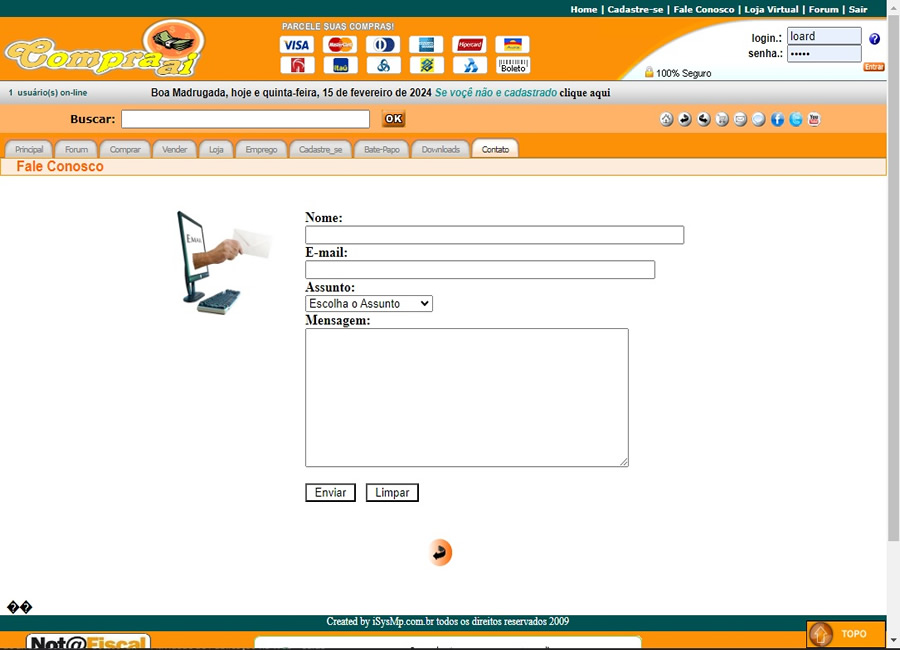 Home | Cadastre-se | Fale Conosco | Loja Virtual | Forum | Sair
Compra ai
PARCELE SUAS COMPRAS!
VISA MasterCard Hipercard
Itaú Boleto
login.: loard
senha.: •••••
Entrar
100% Seguro
1 usuário(s) on-line
Boa Madrugada, hoje e quinta-feira, 15 de fevereiro de 2024 Se voçê não e cadastrado clique aqui
Buscar: OK
Principal Forum Comprar Vender Loja Emprego Cadastre_se Bate-Papo Downloads Contato
Fale Conosco
Nome:
E-mail:
Assunto:
Escolha o Assunto
Mensagem:
EMAIL
Enviar Limpar
��
Created by iSysMp.com.br todos os direitos reservados 2009
TOPO
Not@Fiscal